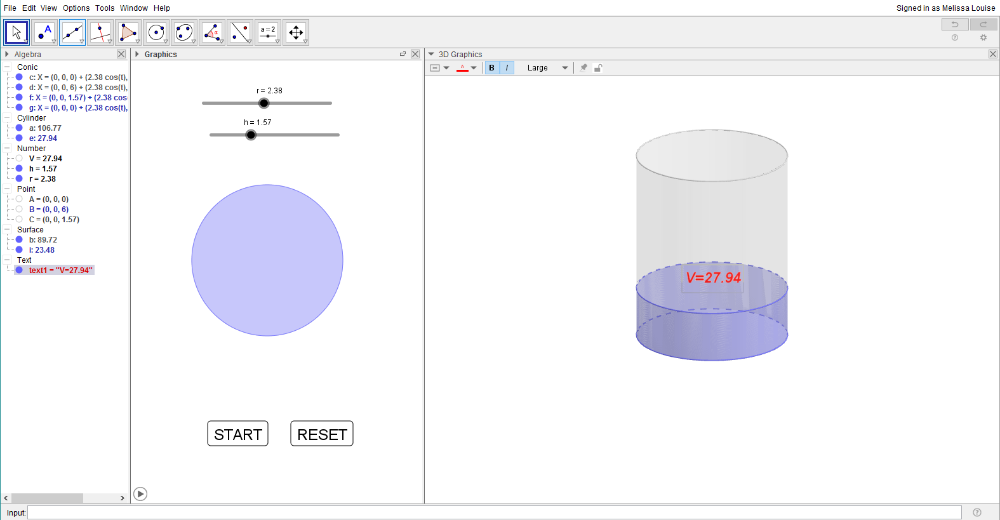 File Edit View Options Tools Window Help
Signed in as Melissa Louise
A
α
a=2
Algebra
Conic
c: X = (0, 0, 0) + (2.38 cos(t),
d: X = (0, 0, 6) + (2.38 cos(t),
f: X = (0, 0, 1.57) + (2.38 cos
g: X = (0, 0, 0) + (2.38 cos(t),
Cylinder
a: 106.77
e: 27.94
Number
V = 27.94
h = 1.57
r = 2.38
Point
A = (0, 0, 0)
B = (0, 0, 6)
C = (0, 0, 1.57)
Surface
b: 89.72
i: 23.48
Text
text1 = "V=27.94"
Graphics
r = 2.38
h = 1.57
START RESET
3D Graphics
A B I Large
V=27.94
Input: